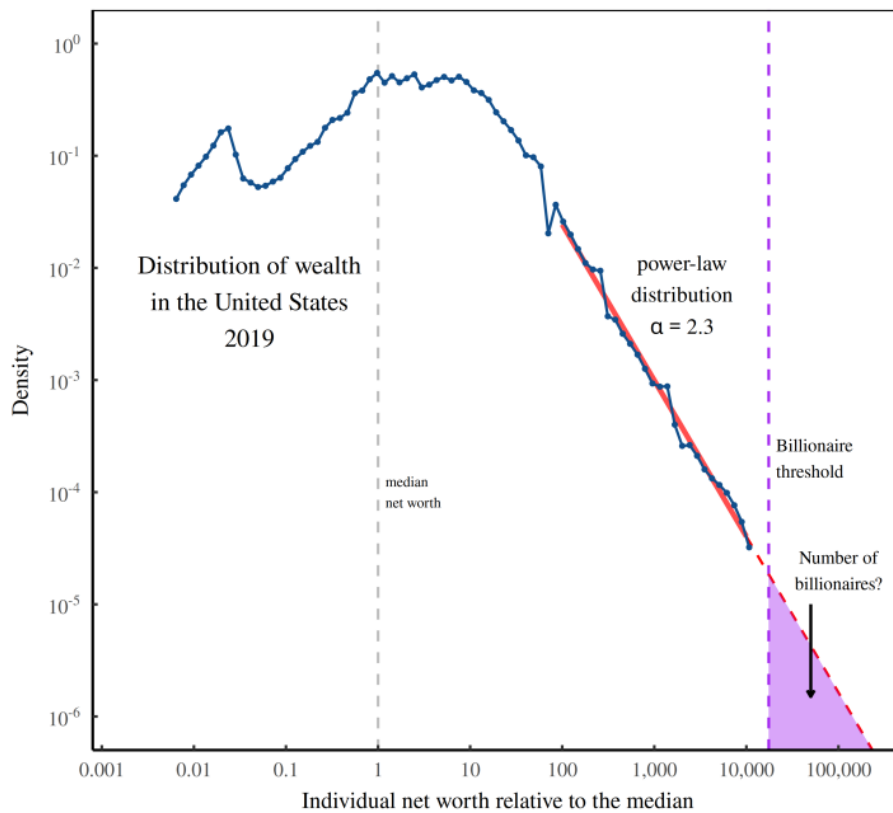 10⁰
10⁻¹
10⁻²
10⁻³
10⁻⁴
10⁻⁵
10⁻⁶
Density
Distribution of wealth
in the United States
2019
power-law
distribution
α = 2.3
median
net worth
Billionaire
threshold
Number of
billionaires?
0.001 0.01 0.1 1 10 100 1,000 10,000 100,000
Individual net worth relative to the median